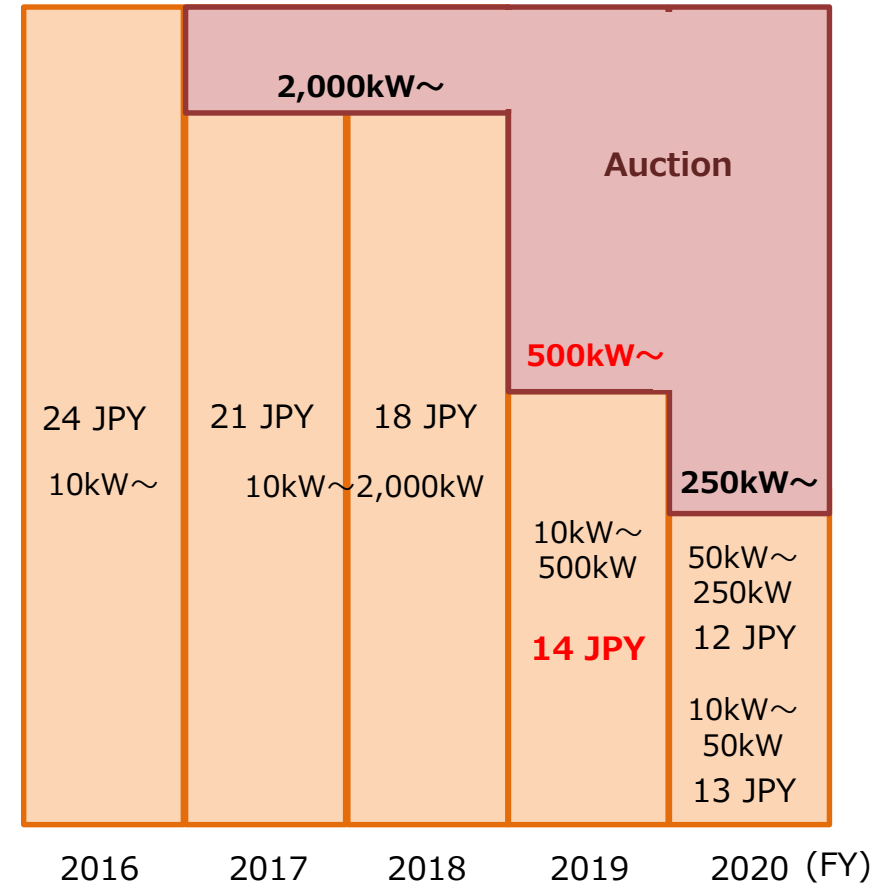 2,000kW～
Auction
500kW～
24 JPY
21 JPY
18 JPY
10kW～
10kW～2,000kW
250kW～
10kW～
500kW
14 JPY
50kW～
250kW
12 JPY
10kW～
50kW
13 JPY
2016
2017
2018
2019
2020
(FY)